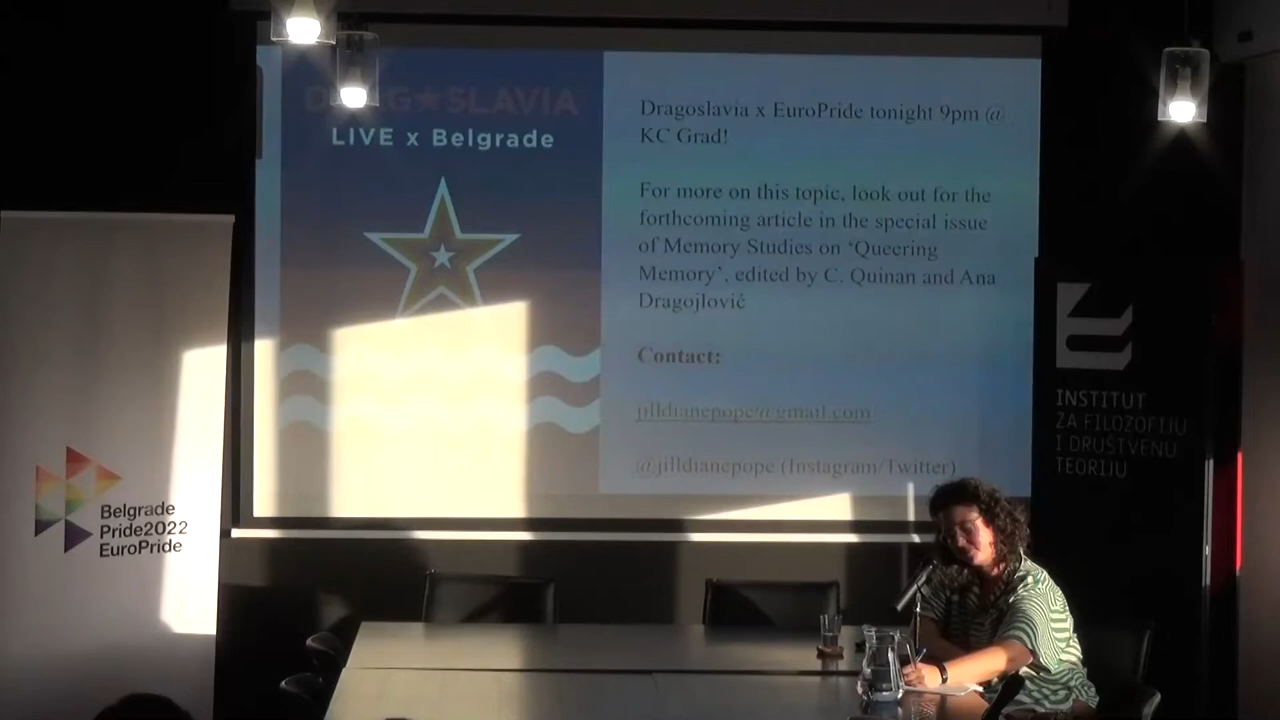 DRAG★SLAVIA
LIVE x Belgrade
Dragoslavia x EuroPride tonight 9pm @
KC Grad!
For more on this topic, look out for the
forthcoming article in the special issue
of Memory Studies on ‘Queering
Memory’, edited by C. Quinan and Ana
Dragojlović
Contact:
jilldianepope@gmail.com
@jilldianepope (Instagram/Twitter)
Belgrade
Pride2022
EuroPride
INSTITUT
ZA FILOZOFIJU
I DRUŠTVENU
TEORIJU